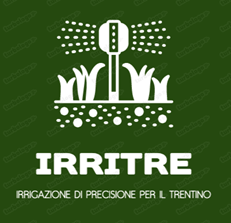 IRRITRE
IRRIGAZIONE DI PRECISIONE PER IL TRENTINO